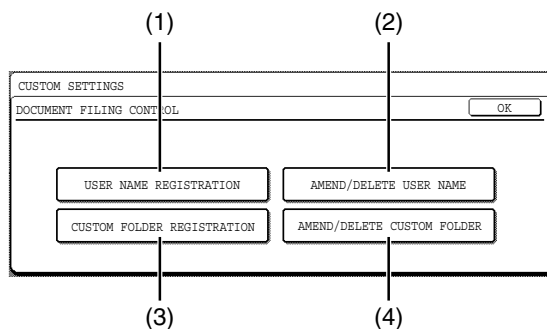 (1) (2)
CUSTOM SETTINGS
DOCUMENT FILING CONTROL OK
USER NAME REGISTRATION AMEND/DELETE USER NAME
CUSTOM FOLDER REGISTRATION AMEND/DELETE CUSTOM FOLDER
(3) (4)